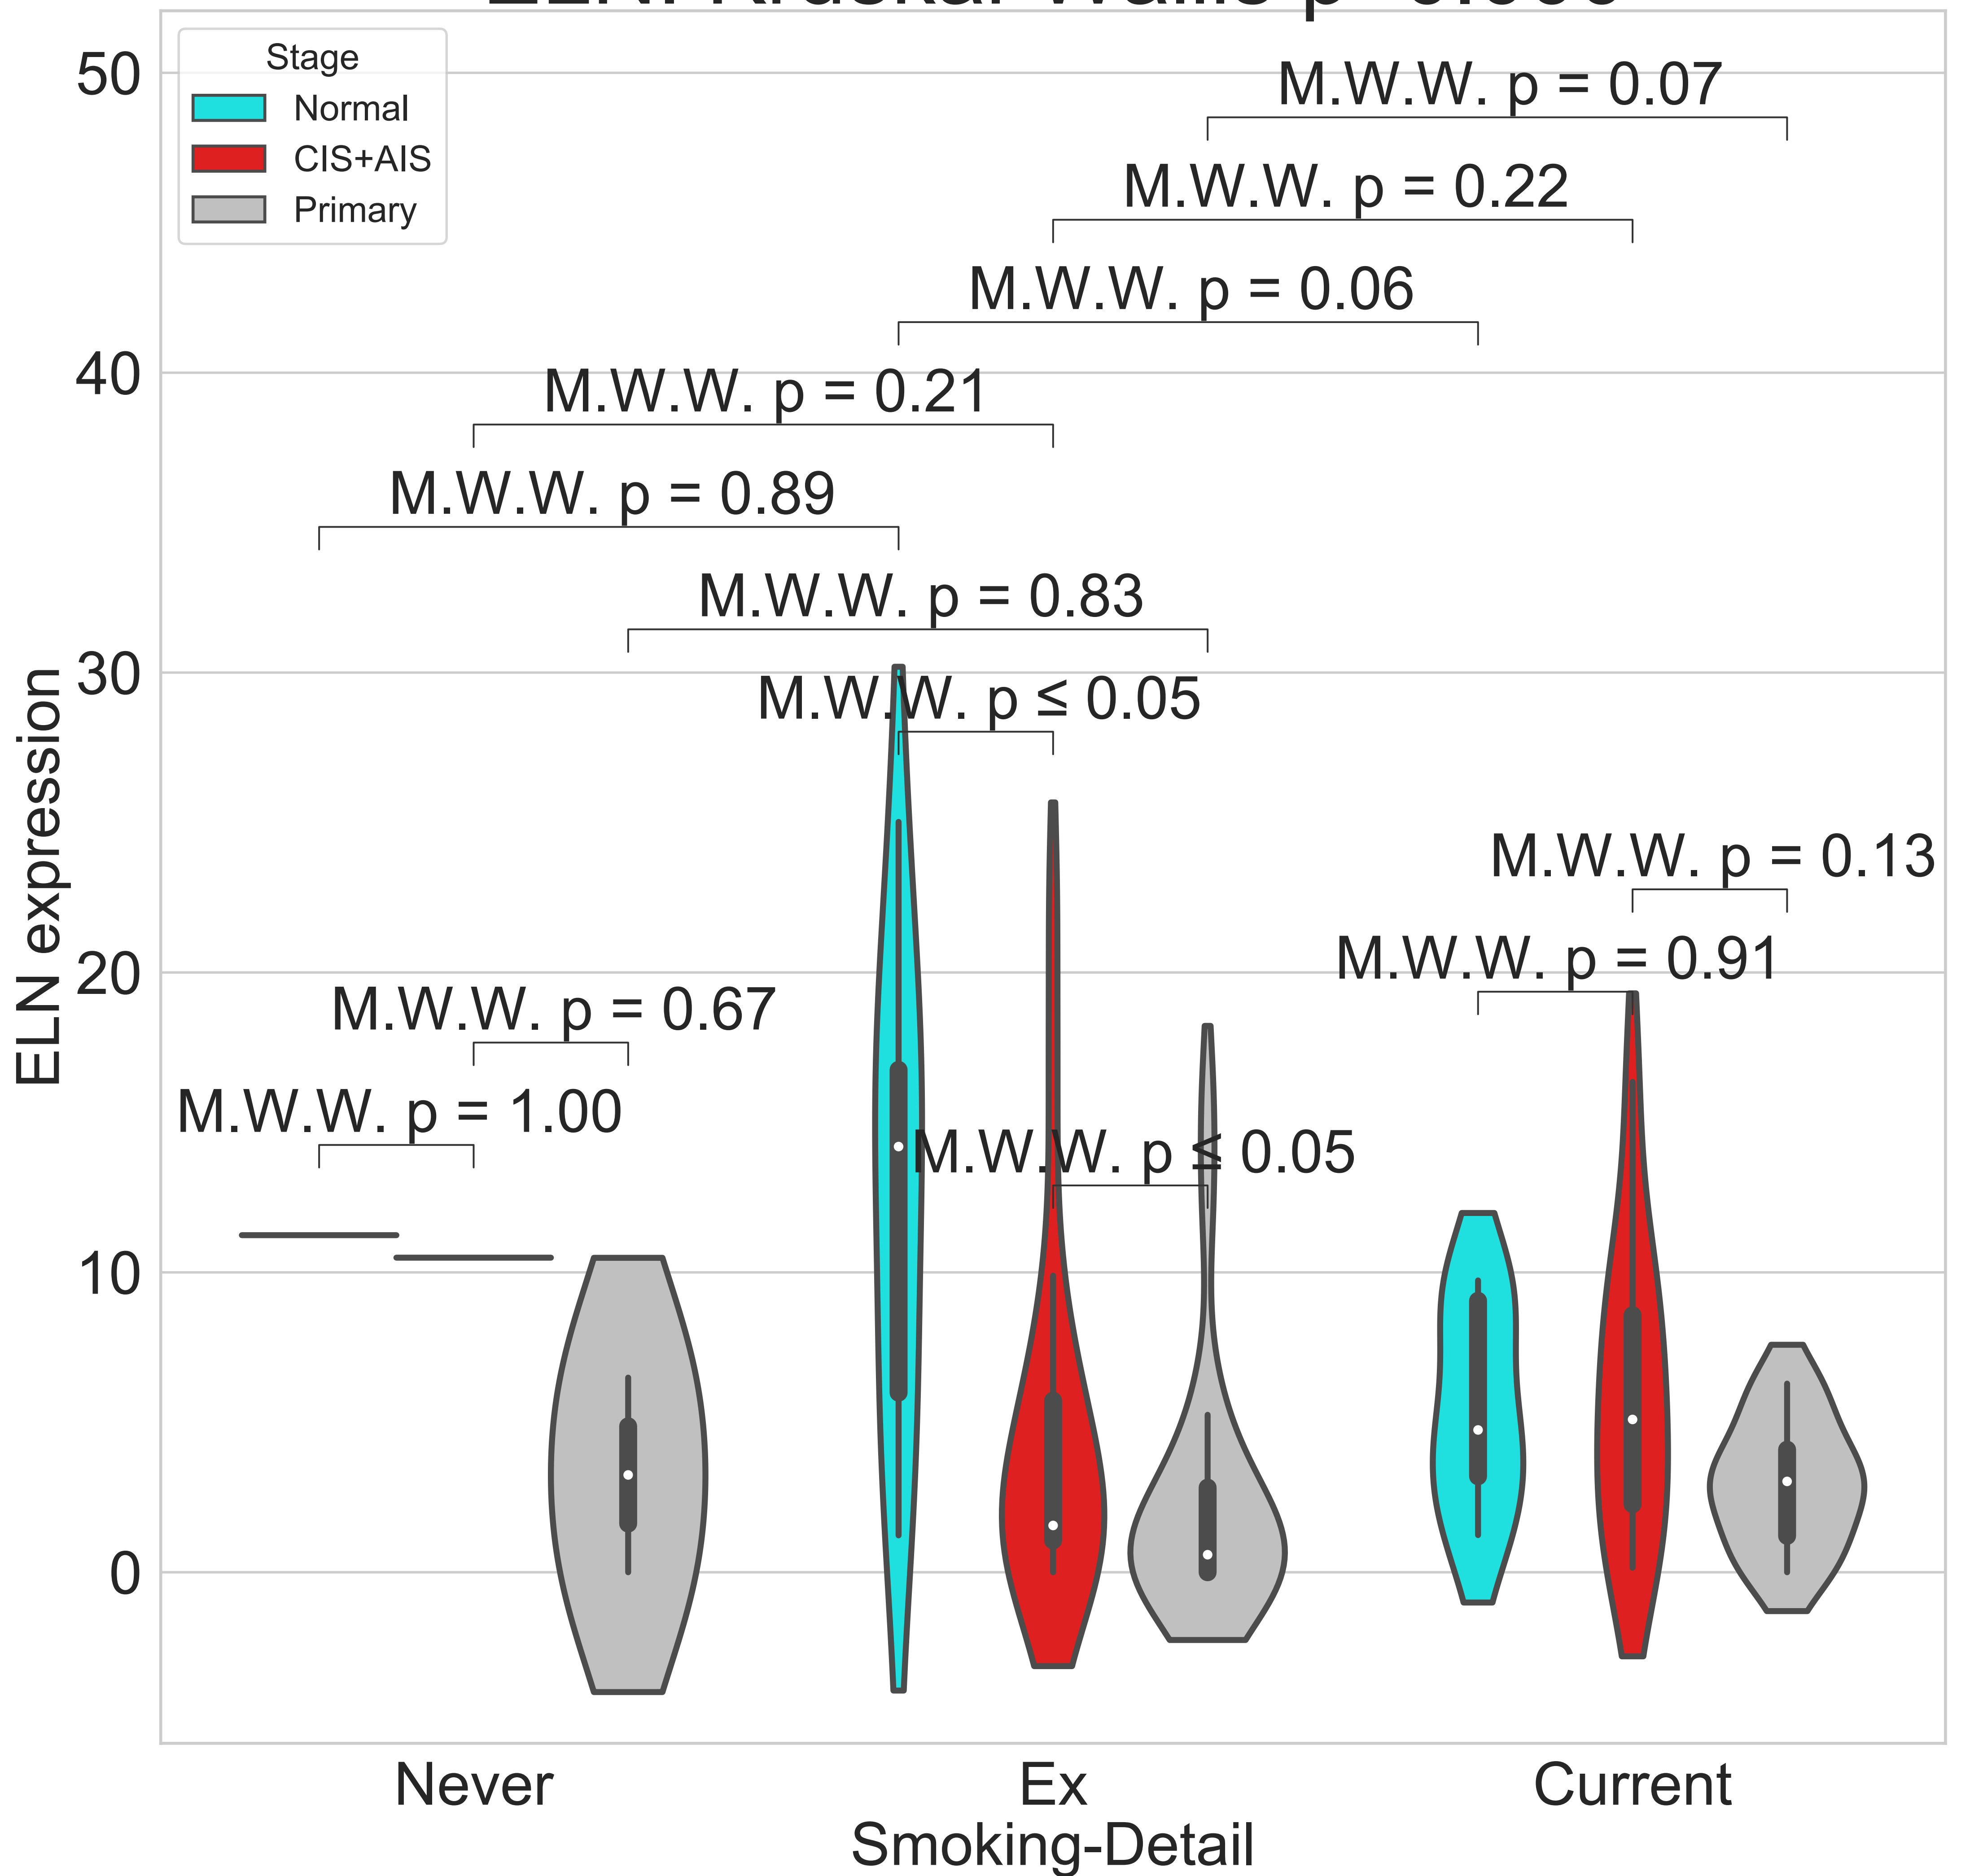 Stage
Normal
CIS+AIS
Primary
M.W.W. p = 0.07
M.W.W. p = 0.22
M.W.W. p = 0.06
M.W.W. p = 0.21
M.W.W. p = 0.89
M.W.W. p = 0.83
M.W.W. p ≤ 0.05
M.W.W. p = 0.13
M.W.W. p = 0.91
M.W.W. p = 0.67
M.W.W. p = 1.00
M.W.W. p ≤ 0.05
50
40
30
20
10
0
ELN expression
Never
Ex
Current
Smoking-Detail